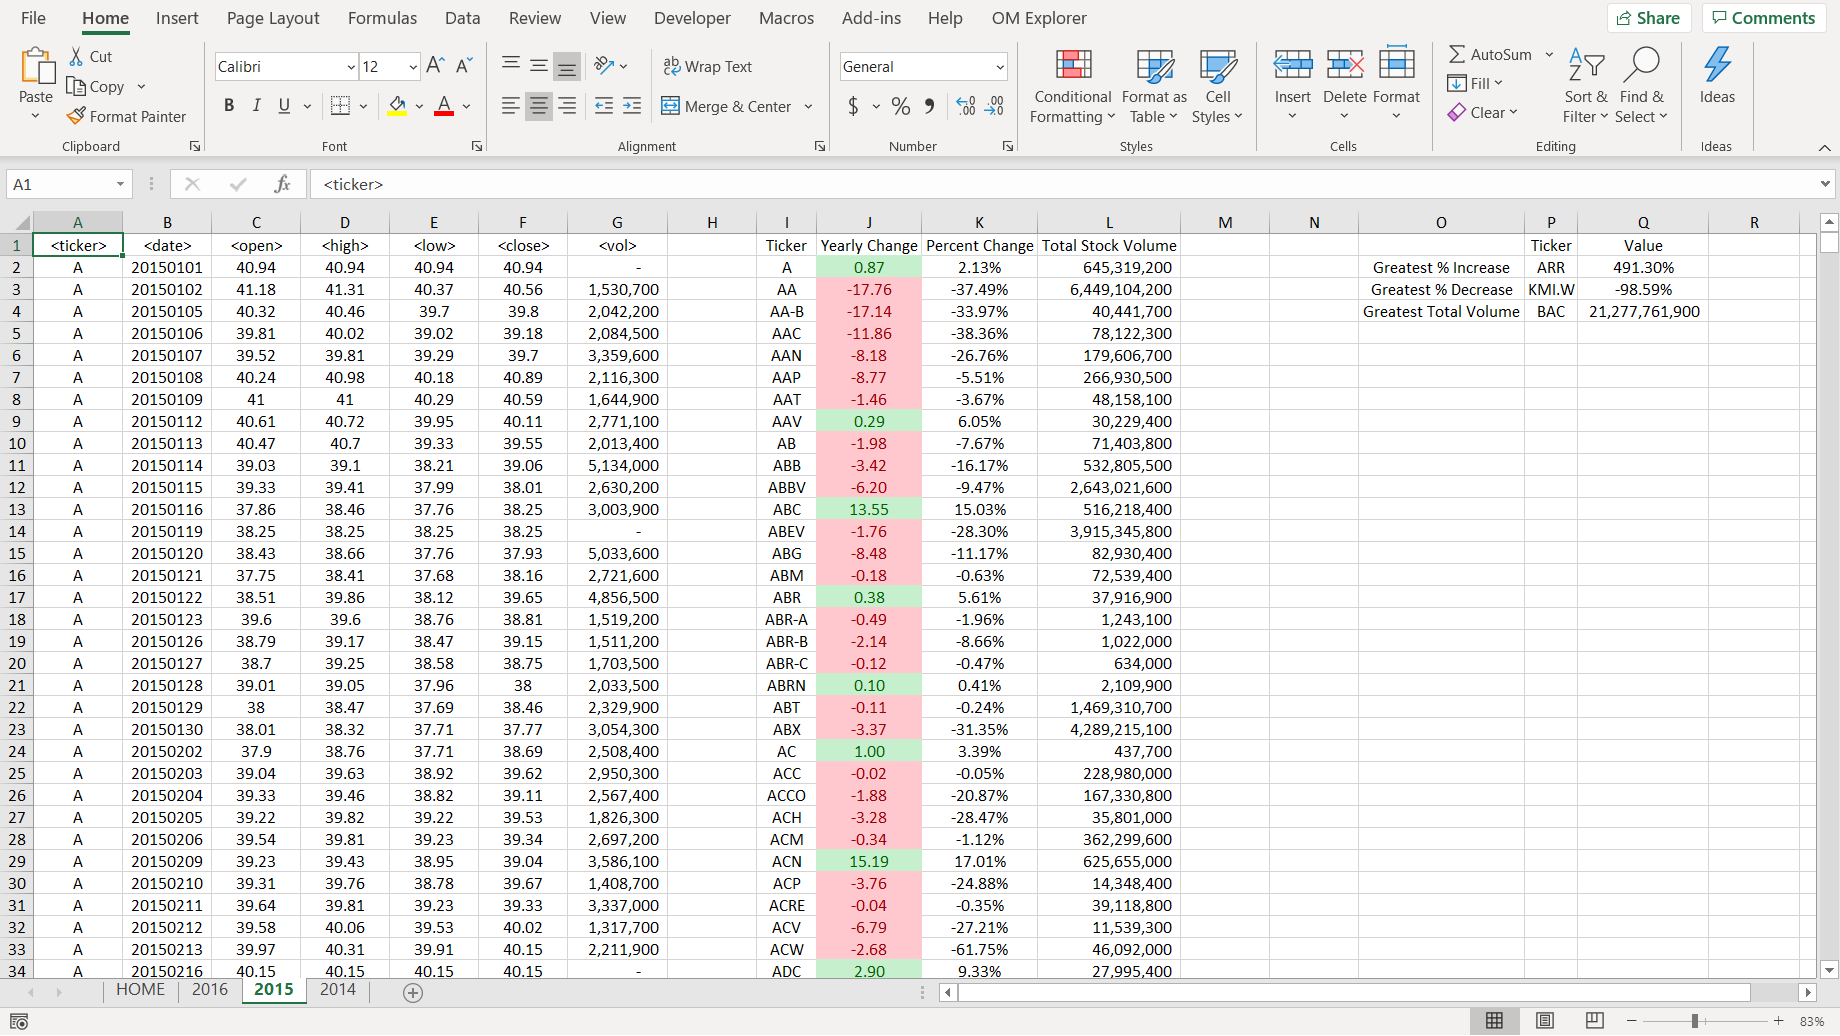 File Home Insert Page Layout Formulas Data Review View Developer Macros Add-ins Help OM Explorer Share Comments
Paste Cut Copy Format Painter
Clipboard
Calibri 12
B I U A
Font
Wrap Text
Merge & Center
Alignment
General
$ % 
Number
Conditional Formatting Format as Table Cell Styles
Styles
Insert Delete Format
Cells
AutoSum
Fill
Clear
Sort & Filter Find & Select
Editing
Ideas
Ideas
A1 fx <ticker>
A B C D E F G H I J K L M N O P Q R
1 <ticker> <date> <open> <high> <low> <close> <vol> Ticker Yearly Change Percent Change Total Stock Volume Ticker Value
2 A 20150101 40.94 40.94 40.94 40.94 - A 0.87 2.13% 645,319,200 Greatest % Increase ARR 491.30%
3 A 20150102 41.18 41.31 40.37 40.56 1,530,700 AA -17.76 -37.49% 6,449,104,200 Greatest % Decrease KMI.W -98.59%
4 A 20150105 40.32 40.46 39.7 39.8 2,042,200 AA-B -17.14 -33.97% 40,441,700 Greatest Total Volume BAC 21,277,761,900
5 A 20150106 39.81 40.02 39.02 39.18 2,084,500 AAC -11.86 -38.36% 78,122,300
6 A 20150107 39.52 39.81 39.29 39.7 3,359,600 AAN -8.18 -26.76% 179,606,700
7 A 20150108 40.24 40.98 40.18 40.89 2,116,300 AAP -8.77 -5.51% 266,930,500
8 A 20150109 41 41 40.29 40.59 1,644,900 AAT -1.46 -3.67% 48,158,100
9 A 20150112 40.61 40.72 39.95 40.11 2,771,100 AAV 0.29 6.05% 30,229,400
10 A 20150113 40.47 40.7 39.33 39.55 2,013,400 AB -1.98 -7.67% 71,403,800
11 A 20150114 39.03 39.1 38.21 39.06 5,134,000 ABB -3.42 -16.17% 532,805,500
12 A 20150115 39.33 39.41 37.99 38.01 2,630,200 ABBV -6.20 -9.47% 2,643,021,600
13 A 20150116 37.86 38.46 37.76 38.25 3,003,900 ABC 13.55 15.03% 516,218,400
14 A 20150119 38.25 38.25 38.25 38.25 - ABEV -1.76 -28.30% 3,915,345,800
15 A 20150120 38.43 38.66 37.76 37.93 5,033,600 ABG -8.48 -11.17% 82,930,400
16 A 20150121 37.75 38.41 37.68 38.16 2,721,600 ABM -0.18 -0.63% 72,539,400
17 A 20150122 38.51 39.86 38.12 39.65 4,856,500 ABR 0.38 5.61% 37,916,900
18 A 20150123 39.6 39.6 38.76 38.81 1,519,200 ABR-A -0.49 -1.96% 1,243,100
19 A 20150126 38.79 39.17 38.47 39.15 1,511,200 ABR-B -2.14 -8.66% 1,022,000
20 A 20150127 38.7 39.25 38.58 38.75 1,703,500 ABR-C -0.12 -0.47% 634,000
21 A 20150128 39.01 39.05 37.96 38 2,033,500 ABRN 0.10 0.41% 2,109,900
22 A 20150129 38 38.47 37.69 38.46 2,329,900 ABT -0.11 -0.24% 1,469,310,700
23 A 20150130 38.01 38.32 37.71 37.77 3,054,300 ABX -3.37 -31.35% 4,289,215,100
24 A 20150202 37.9 38.76 37.71 38.69 2,508,400 AC 1.00 3.39% 437,700
25 A 20150203 39.04 39.63 38.92 39.62 2,950,300 ACC -0.02 -0.05% 228,980,000
26 A 20150204 39.33 39.46 38.82 39.11 2,567,400 ACCO -1.88 -20.87% 167,330,800
27 A 20150205 39.22 39.82 39.22 39.53 1,826,300 ACH -3.28 -28.47% 35,801,000
28 A 20150206 39.54 39.81 39.23 39.34 2,697,200 ACM -0.34 -1.12% 362,299,600
29 A 20150209 39.23 39.43 38.95 39.04 3,586,100 ACN 15.19 17.01% 625,655,000
30 A 20150210 39.31 39.76 38.78 39.67 1,408,700 ACP -3.76 -24.88% 14,348,400
31 A 20150211 39.64 39.81 39.23 39.33 3,337,000 ACRE -0.04 -0.35% 39,118,800
32 A 20150212 39.58 40.06 39.53 40.02 1,317,700 ACV -6.79 -27.21% 11,539,300
33 A 20150213 39.97 40.31 39.91 40.15 2,211,900 ACW -2.68 -61.75% 46,092,000
34 A 20150216 40.15 40.15 40.15 40.15 - ADC 2.90 9.33% 27,995,400
HOME 2016 2015 2014
83%